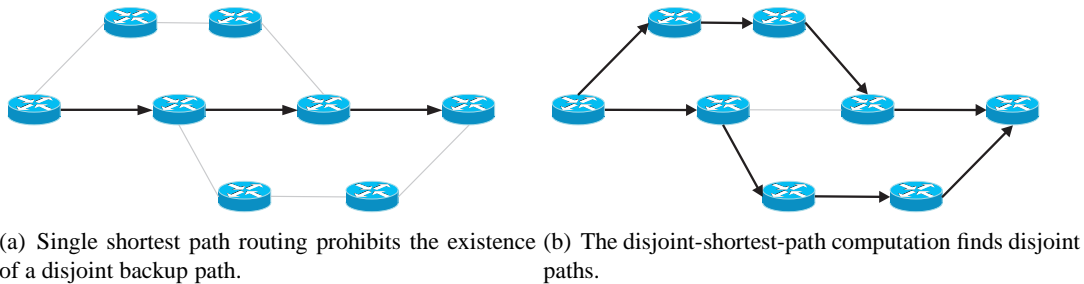 (a) Single shortest path routing prohibits the existence
of a disjoint backup path.
(b) The disjoint-shortest-path computation finds disjoint
paths.